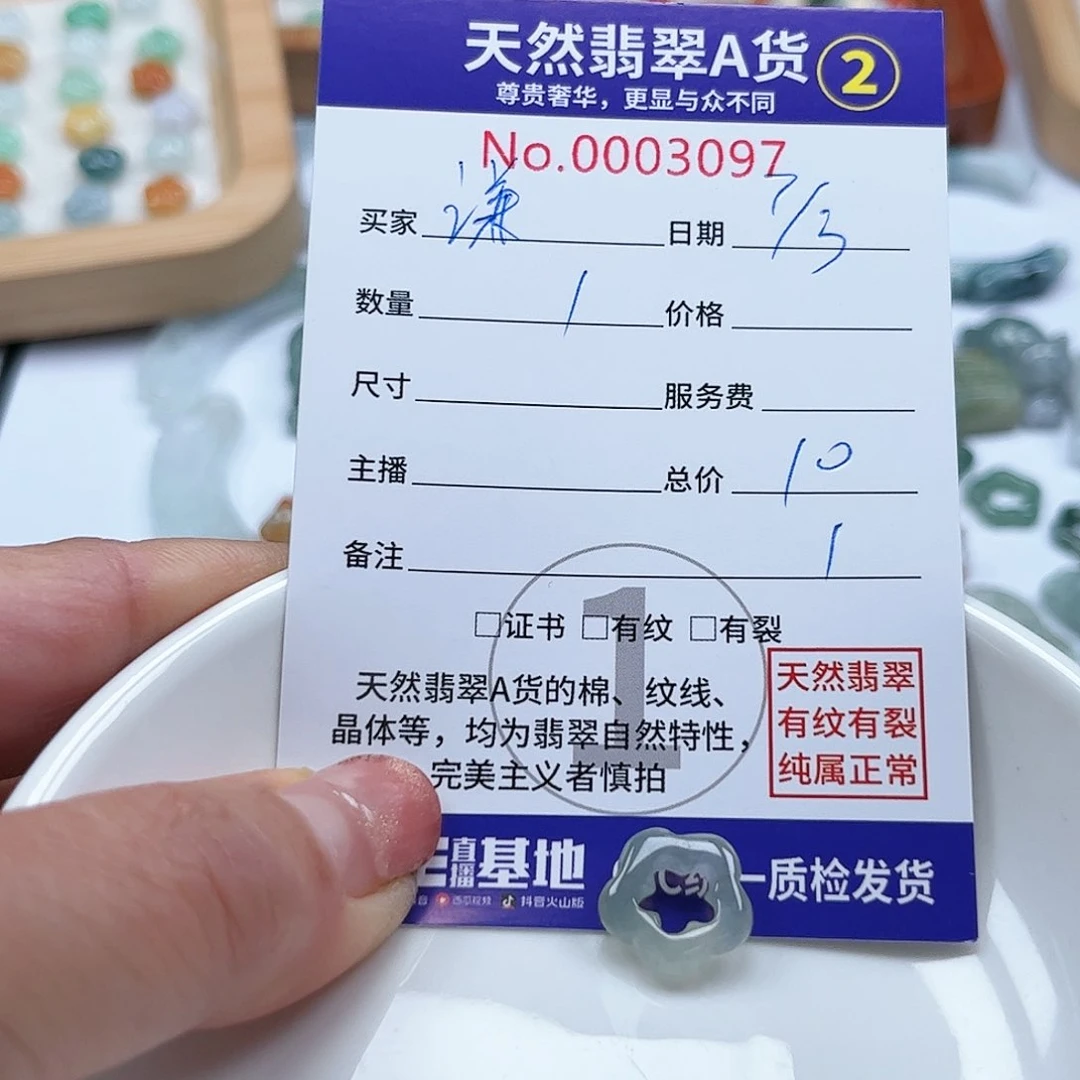 天然翡翠A货 2
尊贵奢华，更显与众不同
No.0003097
买家 谦 日期 7/3
数量 1 价格
尺寸 服务费
主播 总价 10
备注 1
□证书 □有纹 □有裂
1
天然翡翠A货的棉、纹线、
晶体等，均为翡翠自然特性，
完美主义者慎拍
天然翡翠
有纹有裂
纯属正常
直播基地
抖音火山版
一质检发货